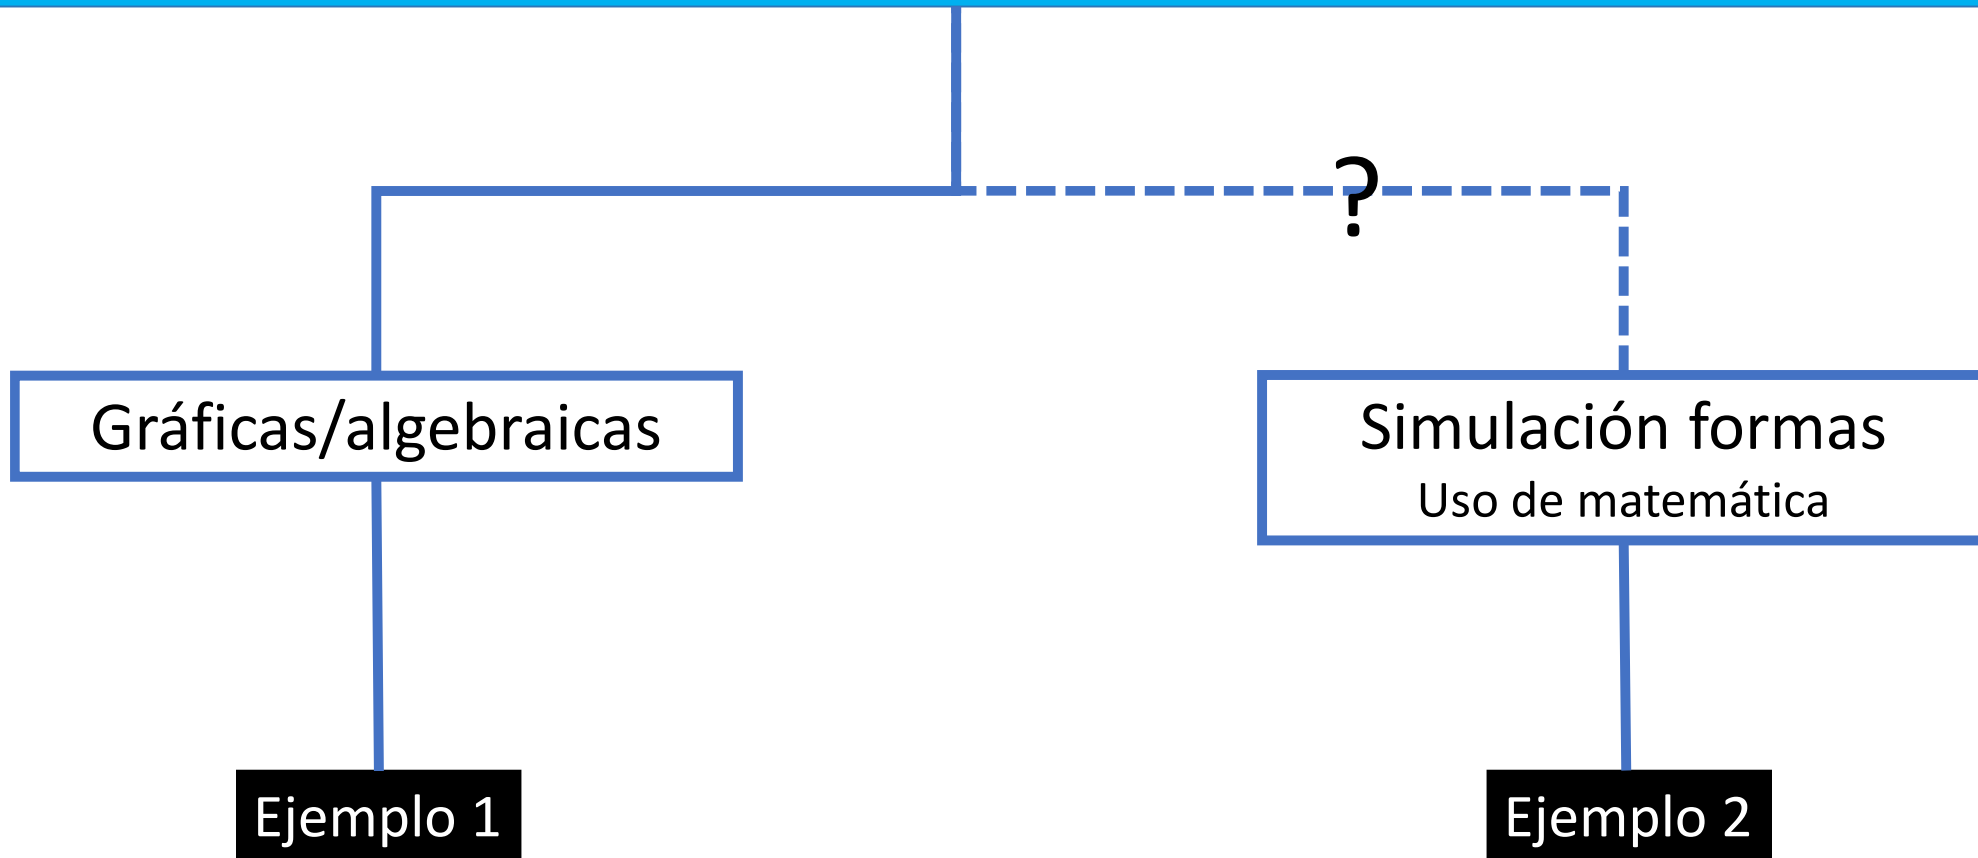 ?
Gráficas/algebraicas
Simulación formas
Uso de matemática
Ejemplo 1
Ejemplo 2